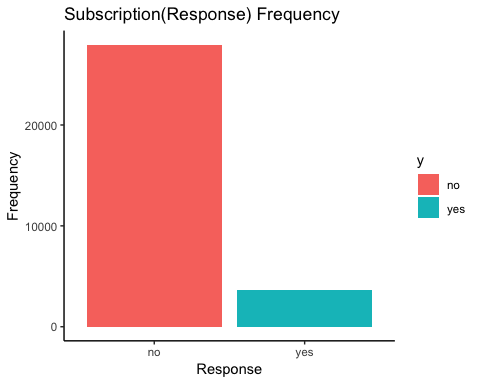 Subscription(Response) Frequency
Frequency
20000
10000
0
no
yes
Response
y
no
yes